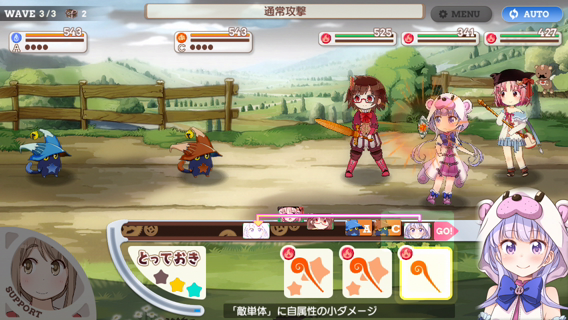 WAVE 3/3
2
通常攻撃
MENU
AUTO
543
A
543
C
525
341
427
A
C
GO!
とっておき
SUPPORT
「敵単体」に自属性の小ダメージ